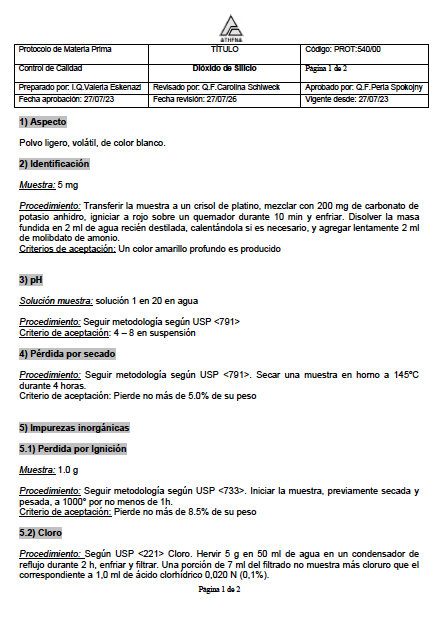 ATHENA
Protocolo de Materia Prima TÍTULO Código: PROT:540/00
Control de Calidad Dióxido de Silicio Página 1 de 2
Preparado por: I.Q.Valeria Eskenazi Revisado por: Q.F.Carolina Schiweck Aprobado por: Q.F.Perla Spokojny
Fecha aprobación: 27/07/23 Fecha revisión: 27/07/26 Vigente desde: 27/07/23
1) Aspecto
Polvo ligero, volátil, de color blanco.
2) Identificación
Muestra: 5 mg
Procedimiento: Transferir la muestra a un crisol de platino, mezclar con 200 mg de carbonato de
potasio anhidro, igniciar a rojo sobre un quemador durante 10 min y enfriar. Disolver la masa
fundida en 2 ml de agua recién destilada, calentándola si es necesario, y agregar lentamente 2 ml
de molibdato de amonio.
Criterios de aceptación: Un color amarillo profundo es producido
3) pH
Solución muestra: solución 1 en 20 en agua
Procedimiento: Seguir metodología según USP <791>
Criterio de aceptación: 4 – 8 en suspensión
4) Pérdida por secado
Procedimiento: Seguir metodología según USP <791>. Secar una muestra en horno a 145ºC
durante 4 horas.
Criterio de aceptación: Pierde no más de 5.0% de su peso
5) Impurezas inorgánicas
5.1) Perdida por Ignición
Muestra: 1.0 g
Procedimiento: Seguir metodología según USP <733>. Iniciar la muestra, previamente secada y
pesada, a 1000º por no menos de 1h.
Criterio de aceptación: Pierde no más de 8.5% de su peso
5.2) Cloro
Procedimiento: Según USP <221> Cloro. Hervir 5 g en 50 ml de agua en un condensador de
reflujo durante 2 h, enfriar y filtrar. Una porción de 7 ml del filtrado no muestra más cloruro que el
correspondiente a 1,0 ml de ácido clorhídrico 0,020 N (0,1%).
Página 1 de 2